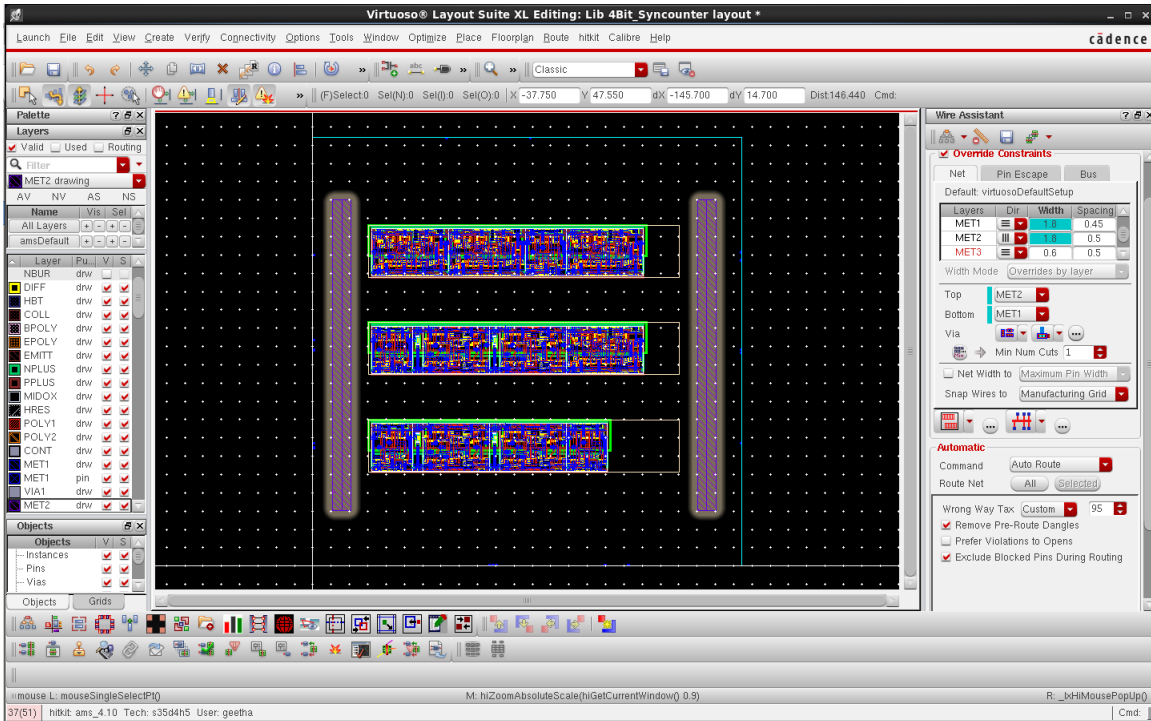 Virtuoso® Layout Suite XL Editing: Lib 4Bit_Syncounter layout *
Launch File Edit View Create Verify Connectivity Options Tools Window Optimize Place Floorplan Route hitkit Calibre Help
cādence
» abc » » Classic
» (F)Select:0 Sel(N):0 Sel(I):0 Sel(O):0 X -37.750 Y 47.550 dX -145.700 dY 14.700 Dist:146.440 Cmd:
Palette
Layers
Valid Used Routing
Filter
MET2 drawing
AV NV AS NS
Name Vis Sel
All Layers + - + -
amsDefault + - + -
Layer Pu... V S
NBUR drw
DIFF drw
HBT drw
COLL drw
BPOLY drw
EPOLY drw
EMITT drw
NPLUS drw
PPLUS drw
MIDOX drw
HRES drw
POLY1 drw
POLY2 drw
CONT drw
MET1 drw
MET1 pin
VIA1 drw
MET2 drw
Objects
Objects V S
Instances
Pins
Vias
Objects Grids
Wire Assistant
Override Constraints
Net Pin Escape Bus
Default: virtuosoDefaultSetup
Layers Dir Width Spacing
MET1 1.8 0.45
MET2 1.8 0.5
MET3 0.6 0.5
Width Mode Overrides by layer
Top MET2
Bottom MET1
Via
Min Num Cuts 1
Net Width to Maximum Pin Width
Snap Wires to Manufacturing Grid
Automatic
Command Auto Route
Route Net All Selected
Wrong Way Tax Custom 95
Remove Pre-Route Dangles
Prefer Violations to Opens
Exclude Blocked Pins During Routing
mouse L: mouseSingleSelectPt() M: hiZoomAbsoluteScale(hiGetCurrentWindow() 0.9) R: _lxHiMousePopUp()
37(51) hitkit: ams_4.10 Tech: s35d4h5 User: geetha Cmd: